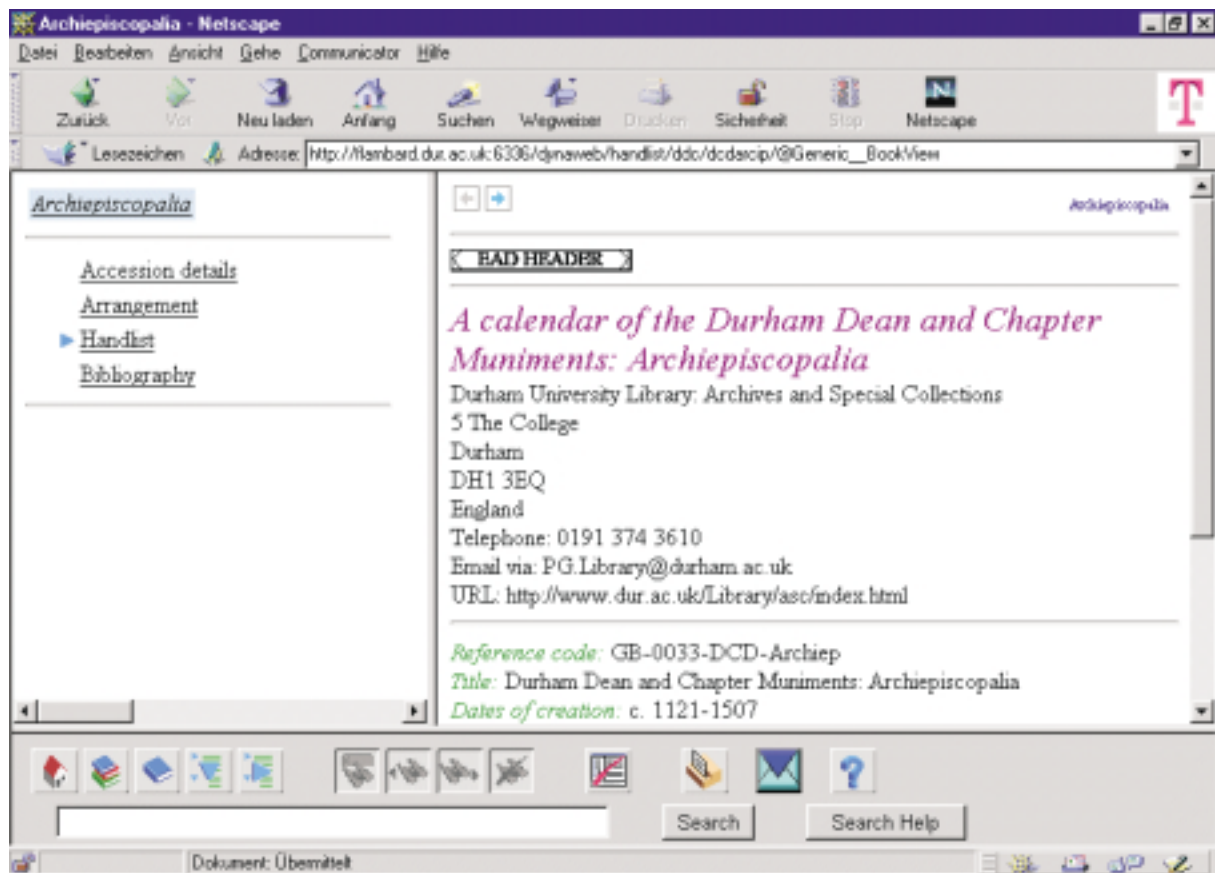 Archiepiscopalia - Netscape
Datei Bearbeiten Ansicht Gehe Communicator Hilfe
Zurück Vor Neu laden Anfang Suchen Wegweiser Drucken Sicherheit Stop Netscape
T
Lesezeichen Adresse: http://flambard.dur.ac.uk:6336/dynaweb/handlist/ddc/dcdarcip/@Generic__BookView
Archiepiscopalia
Accession details
Arrangement
Handlist
Bibliography
Archiepiscopalia
EAD HEADER
A calendar of the Durham Dean and Chapter
Muniments: Archiepiscopalia
Durham University Library: Archives and Special Collections
5 The College
Durham
DH1 3EQ
England
Telephone: 0191 374 3610
Email via: PG.Library@durham.ac.uk
URL: http://www.dur.ac.uk/Library/asc/index.html
Reference code: GB-0033-DCD-Archiep
Title: Durham Dean and Chapter Muniments: Archiepiscopalia
Dates of creation: c. 1121-1507
Search Search Help
Dokument: Übermittelt